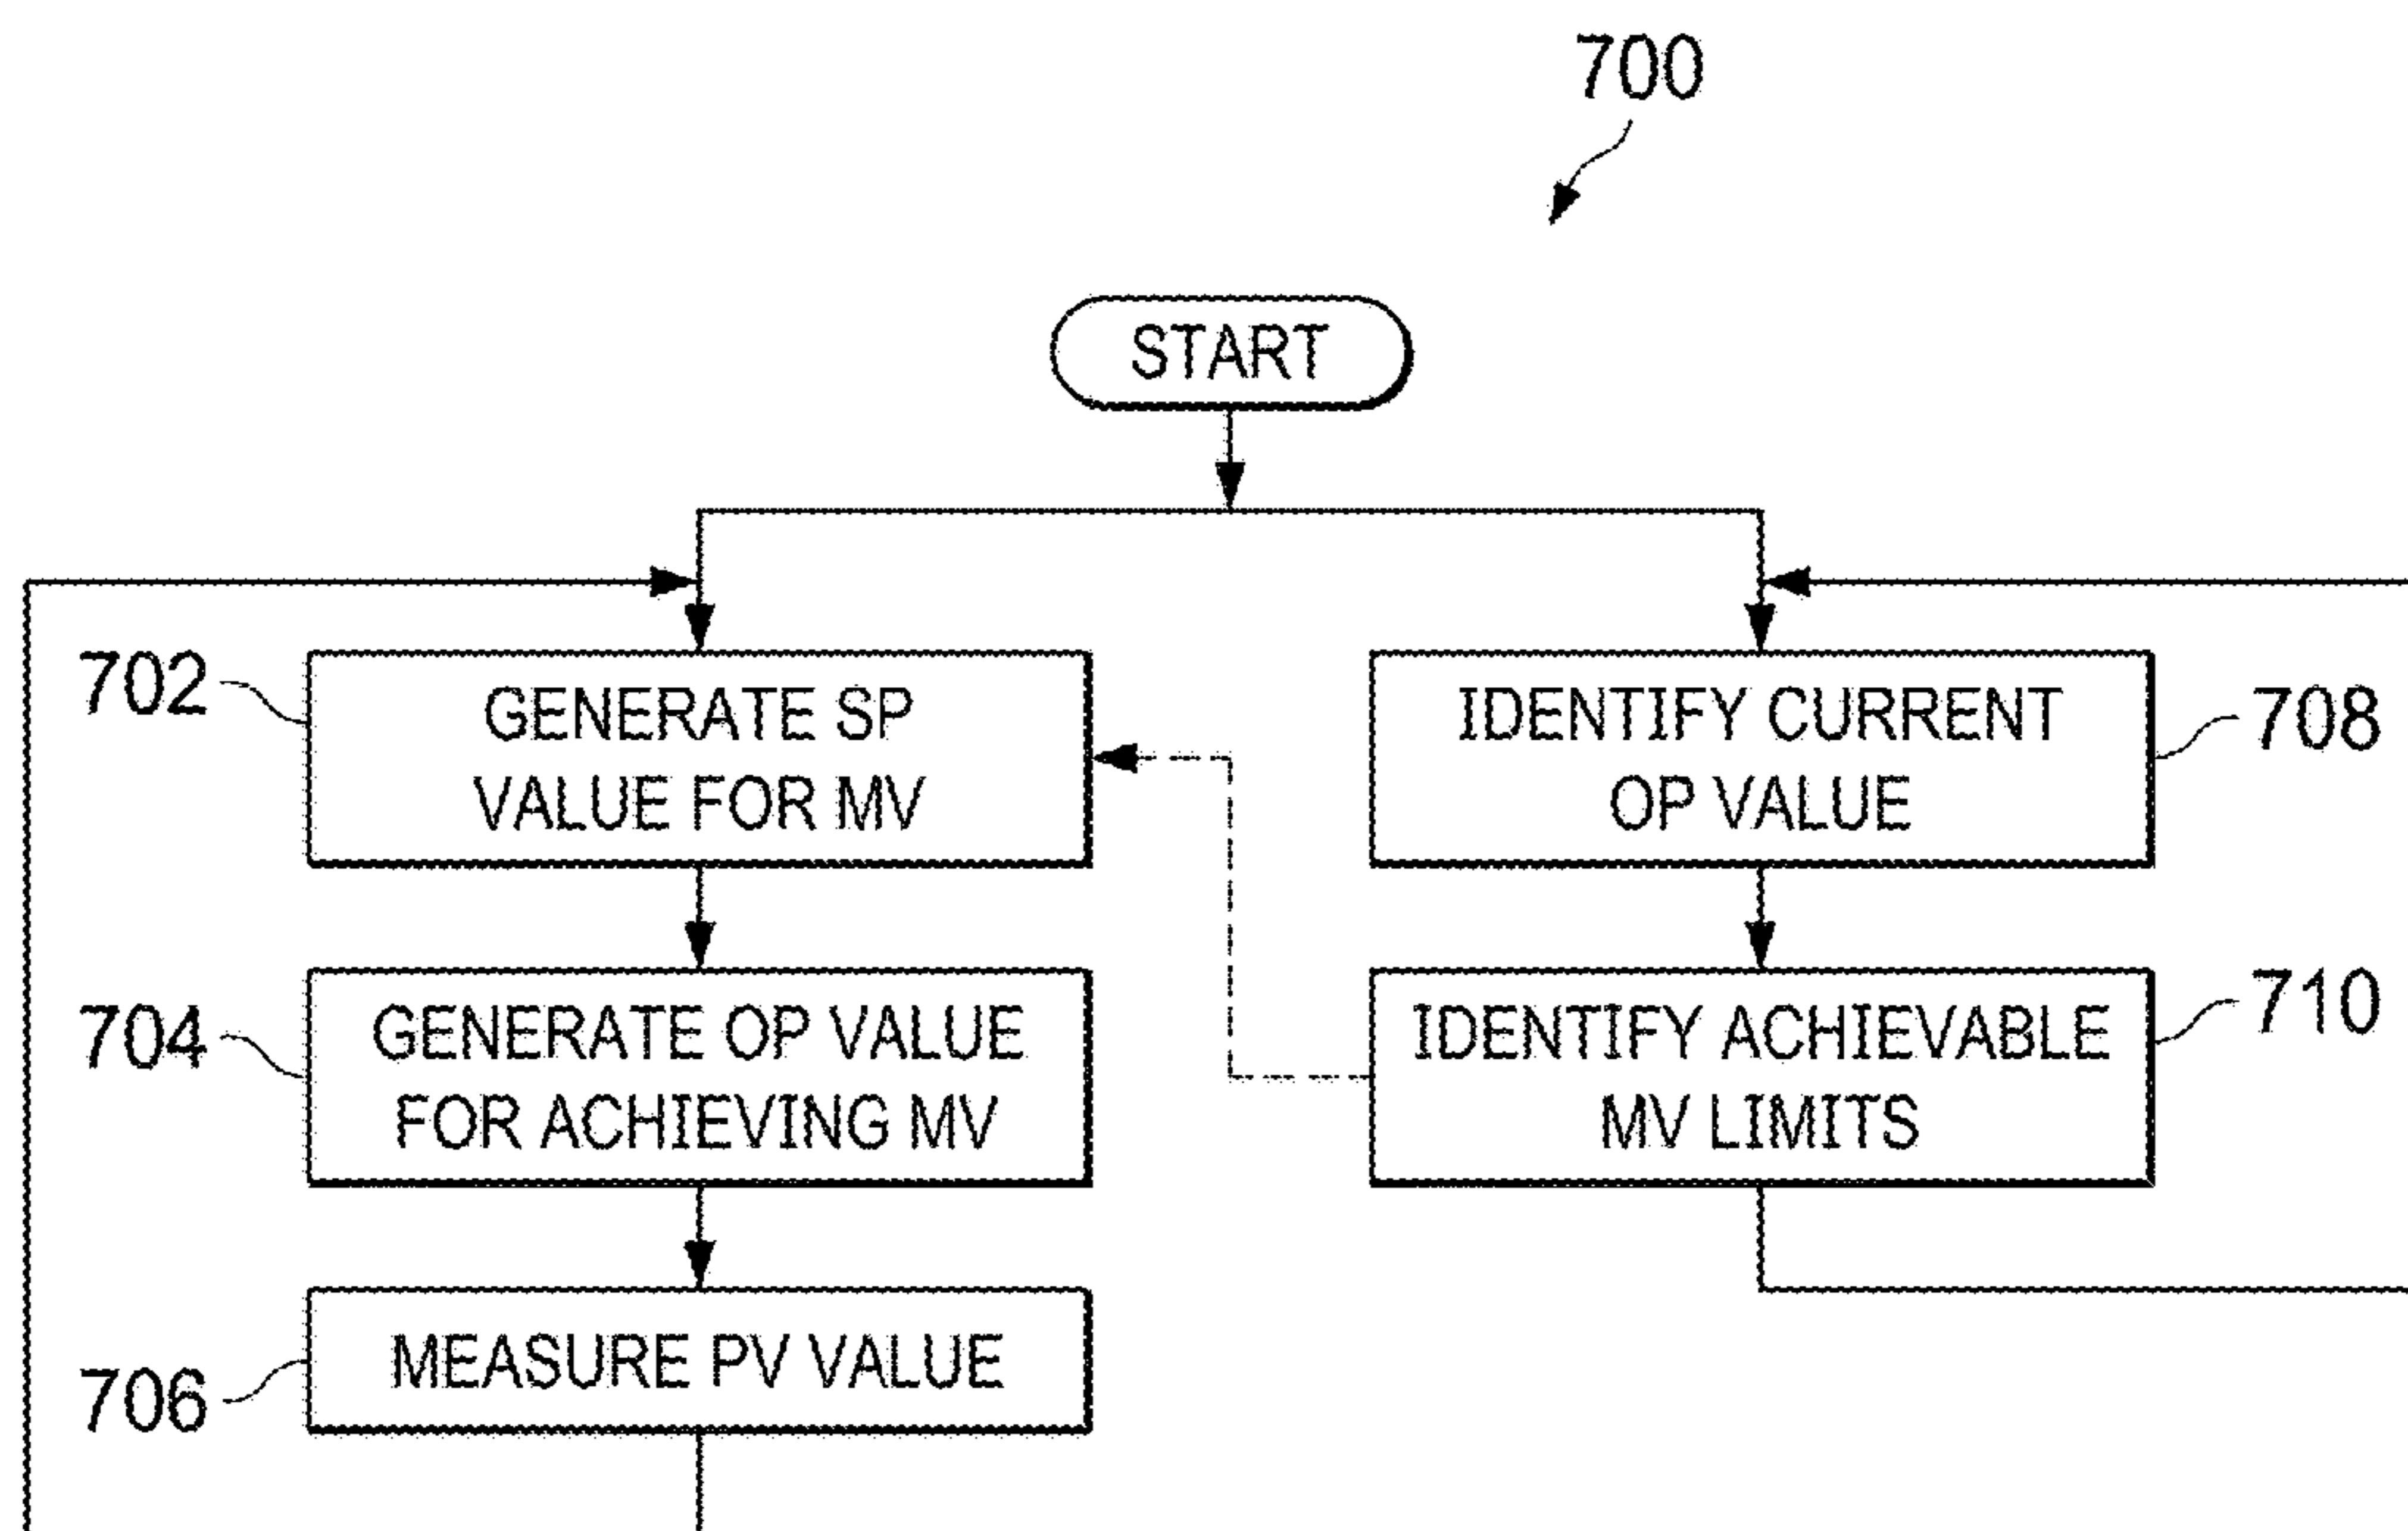 700
START
702
GENERATE SP
VALUE FOR MV
IDENTIFY CURRENT
OP VALUE
708
704
GENERATE OP VALUE
FOR ACHIEVING MV
IDENTIFY ACHIEVABLE
MV LIMITS
710
706
MEASURE PV VALUE